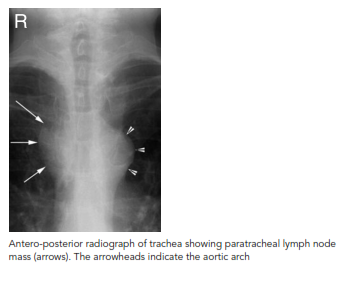 R
Antero-posterior radiograph of trachea showing paratracheal lymph node
mass (arrows). The arrowheads indicate the aortic arch